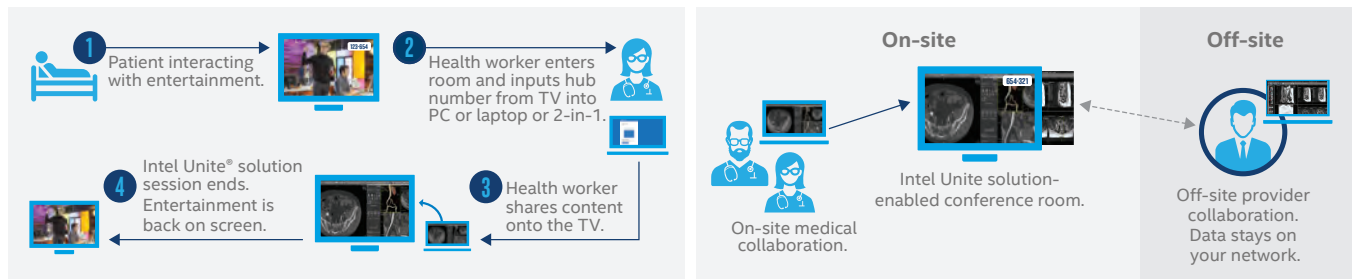 1
Patient interacting
with entertainment.
123-654
2
Health worker enters
room and inputs hub
number from TV into
PC or laptop or 2-in-1.
3
Health worker
shares content
onto the TV.
4
Intel Unite® solution
session ends.
Entertainment is
back on screen.
On-site
654-321
On-site medical
collaboration.
Intel Unite solution-
enabled conference room.
Off-site
Off-site provider
collaboration.
Data stays on
your network.